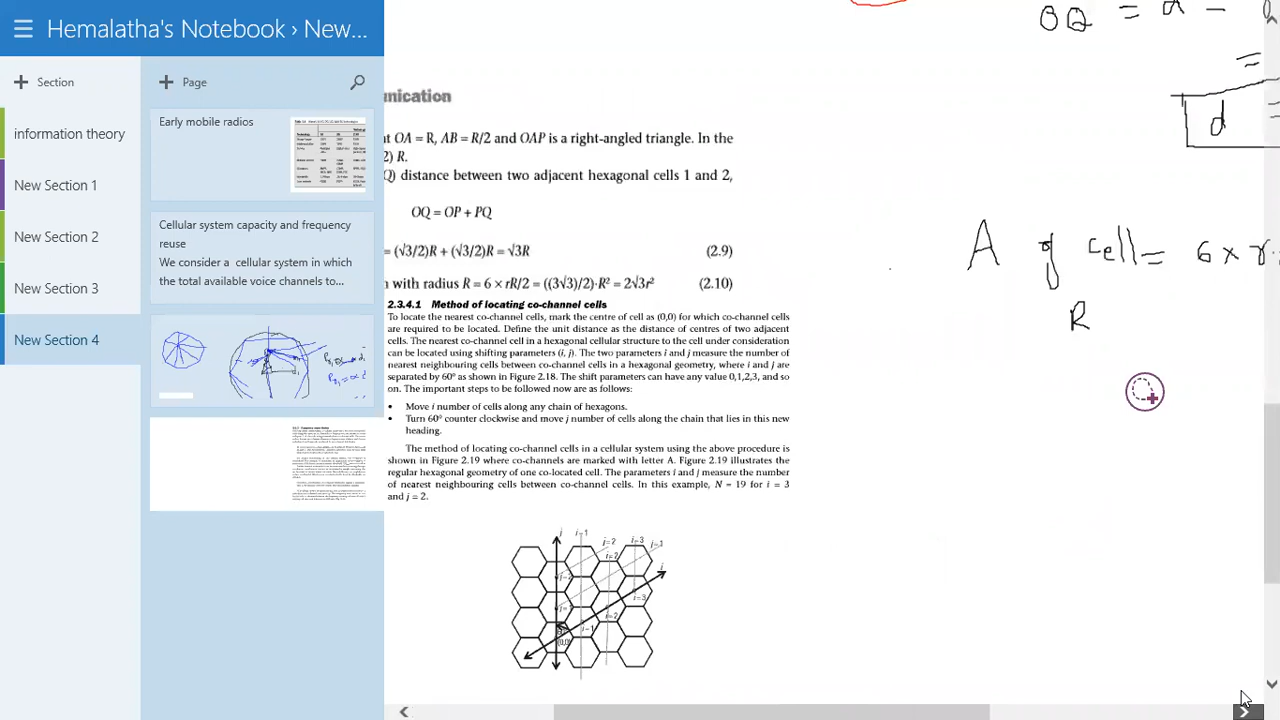 Hemalatha's Notebook › New...
Section
Page
information theory
New Section 1
New Section 2
New Section 3
New Section 4
Early mobile radios
Cellular system capacity and frequency
reuse
We consider a cellular system in which
the total available voice channels to...
nication
at OA = R, AB = R/2 and OAP is a right-angled triangle. In the
2) R.
Q) distance between two adjacent hexagonal cells 1 and 2,
OQ = OP + PQ
= (√3/2)R + (√3/2)R = √3R (2.9)
n with radius R = 6 × rR/2 = ((3√3)/2)·R² = 2√3r² (2.10)
2.3.4.1 Method of locating co-channel cells
To locate the nearest co-channel cells, mark the centre of cell as (0,0) for which co-channel cells
are required to be located. Define the unit distance as the distance of centres of two adjacent
cells. The nearest co-channel cell in a hexagonal cellular structure to the cell under consideration
can be located using shifting parameters (i, j). The two parameters i and j measure the number of
nearest neighbouring cells between co-channel cells in a hexagonal geometry, where i and j are
separated by 60° as shown in Figure 2.18. The shift parameters can have any value 0,1,2,3, and so
on. The important steps to be followed now are as follows:
• Move i number of cells along any chain of hexagons.
• Turn 60° counter clockwise and move j number of cells along the chain that lies in this new
heading.
The method of locating co-channel cells in a cellular system using the above procedure is
shown in Figure 2.19 where co-channels are marked with letter A. Figure 2.19 illustrates the
regular hexagonal geometry of one co-located cell. The parameters i and j measure the number
of nearest neighbouring cells between co-channel cells. In this example, N = 19 for i = 3
and j = 2.
j i=1 j=2 i=3 j=1
i=2
j=2 i
i=3
j=1 i=2
i=1
(0,0)
OQ =
=
d =
A of cell = 6 × r
R